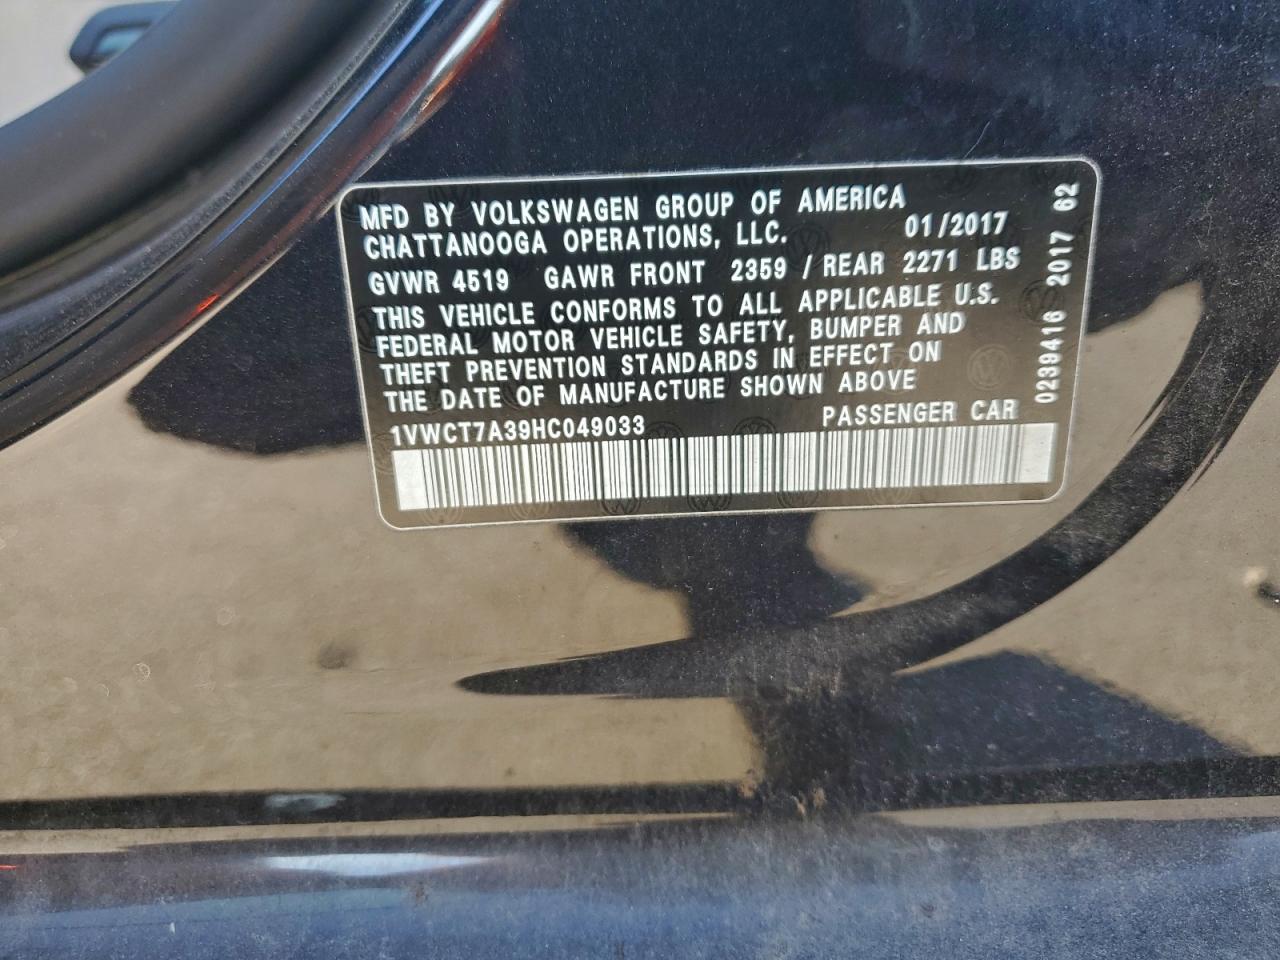 MFD BY VOLKSWAGEN GROUP OF AMERICA
CHATTANOOGA OPERATIONS, LLC. 01/2017
GVWR 4519 GAWR FRONT 2359 / REAR 2271 LBS
THIS VEHICLE CONFORMS TO ALL APPLICABLE U.S.
FEDERAL MOTOR VEHICLE SAFETY, BUMPER AND
THEFT PREVENTION STANDARDS IN EFFECT ON
THE DATE OF MANUFACTURE SHOWN ABOVE
1VWCT7A39HC049033 PASSENGER CAR
0239416 2017 62